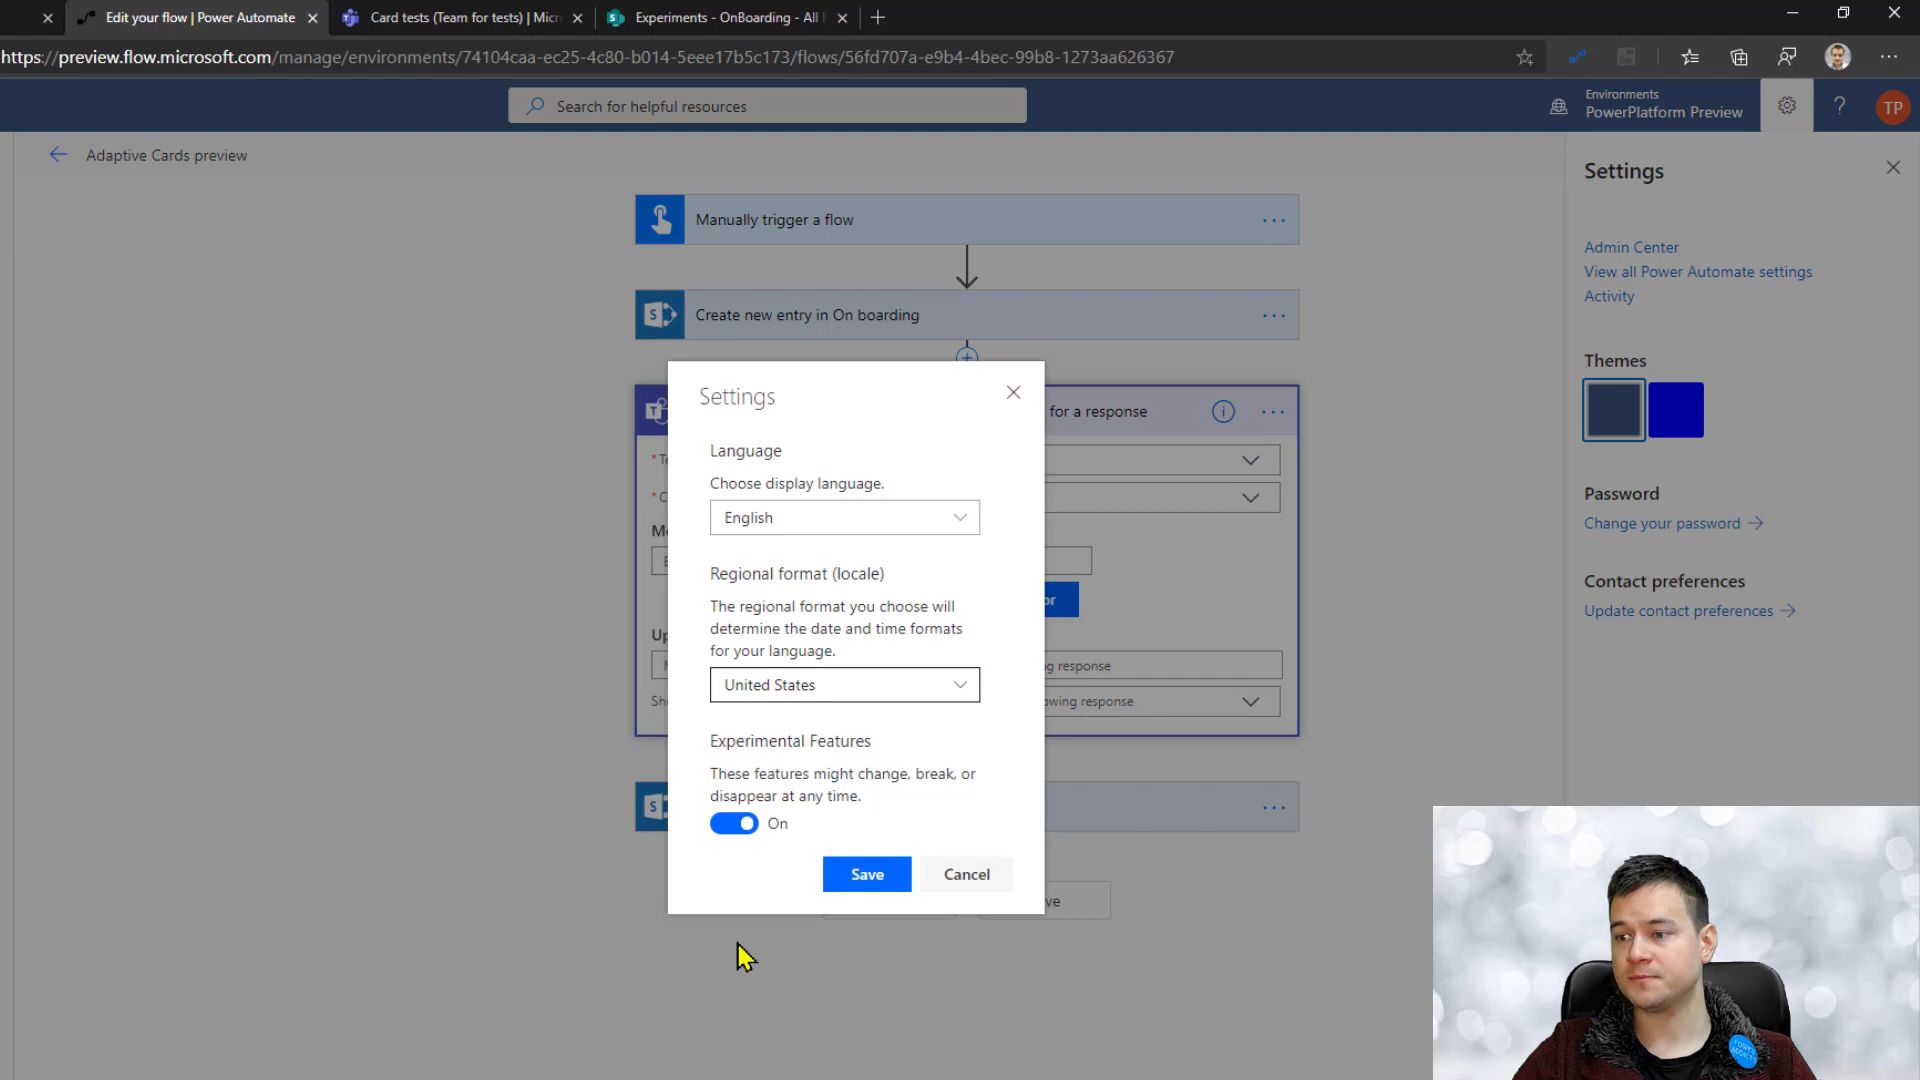 Edit your flow | Power Automate
Card tests (Team for tests) | Micr
Experiments - OnBoarding - All
https://preview.flow.microsoft.com/manage/environments/74104caa-ec25-4c80-b014-5eee17b5c173/flows/56fd707a-e9b4-4bec-99b8-1273aa626367
Search for helpful resources
Environments
PowerPlatform Preview
?
TP
Adaptive Cards preview
Settings
Manually trigger a flow
Admin Center
View all Power Automate settings
Activity
Create new entry in On boarding
Themes
Settings
for a response
Language
Choose display language.
English
Password
Change your password
Regional format (locale)
The regional format you choose will
determine the date and time formats
for your language.
United States
Contact preferences
Update contact preferences
or
ng response
owing response
Experimental Features
These features might change, break, or
disappear at any time.
On
Save
Cancel
ve